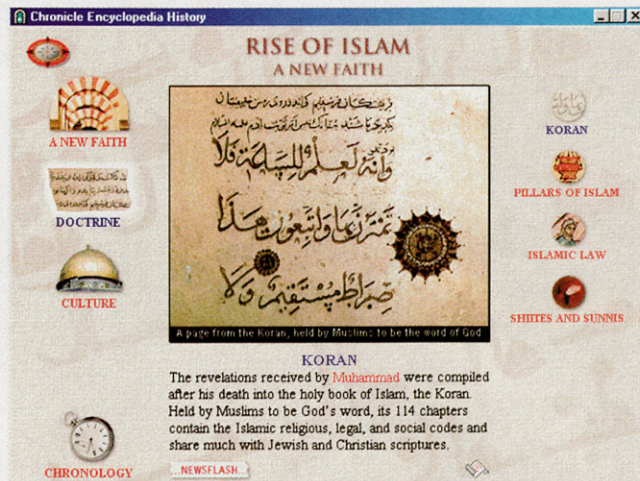 Chronicle Encyclopedia History
RISE OF ISLAM
A NEW FAITH
A NEW FAITH
DOCTRINE
CULTURE
CHRONOLOGY
وانه لعلم للساعة فلا
تمترن بها واتبعون هذا
صراط مستقيم ولا
A page from the Koran, held by Muslims to be the word of God
KORAN
The revelations received by Muhammad were compiled
after his death into the holy book of Islam, the Koran.
Held by Muslims to be God's word, its 114 chapters
contain the Islamic religious, legal, and social codes and
share much with Jewish and Christian scriptures.
...NEWSFLASH...
KORAN
PILLARS OF ISLAM
ISLAMIC LAW
SHIITES AND SUNNIS